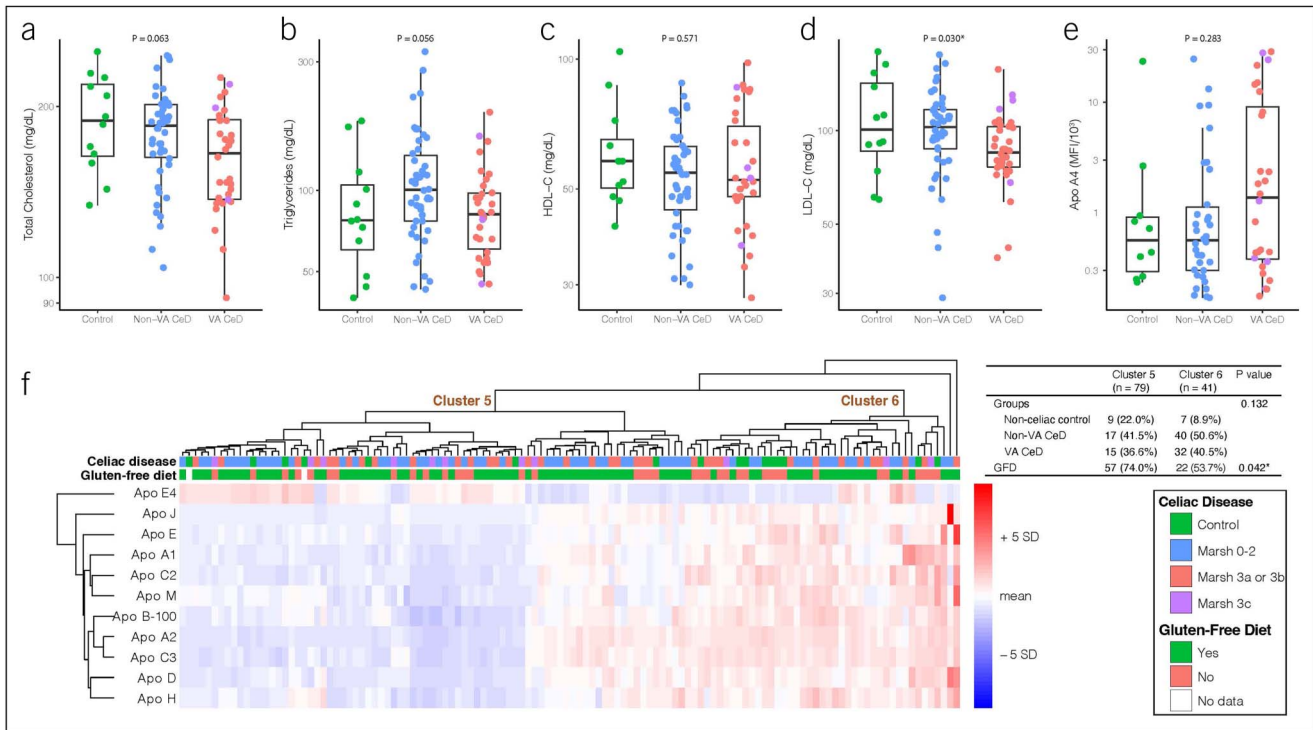 a
P = 0.063
Total Cholesterol (mg/dL)
200
100
90
Control
Non–VA CeD
VA CeD
b
P = 0.056
Triglycerides (mg/dL)
300
100
50
Control
Non–VA CeD
VA CeD
c
P = 0.571
HDL–C (mg/dL)
100
50
30
Control
Non–VA CeD
VA CeD
d
P = 0.030*
LDL–C (mg/dL)
100
50
30
Control
Non–VA CeD
VA CeD
e
P = 0.283
Apo A4 (MFI/10³)
30
10
3
1
0.3
Control
Non–VA CeD
VA CeD
f
Cluster 5
Cluster 6
Celiac disease
Gluten-free diet
Apo E4
Apo J
Apo E
Apo A1
Apo C2
Apo M
Apo B-100
Apo A2
Apo C3
Apo D
Apo H
+ 5 SD
mean
– 5 SD
Cluster 5 Cluster 6 P value
(n = 79) (n = 41)
Groups 0.132
Non-celiac control 9 (22.0%) 7 (8.9%)
Non-VA CeD 17 (41.5%) 40 (50.6%)
VA CeD 15 (36.6%) 32 (40.5%)
GFD 57 (74.0%) 22 (53.7%) 0.042*
Celiac Disease
Control
Marsh 0-2
Marsh 3a or 3b
Marsh 3c
Gluten-Free Diet
Yes
No
No data